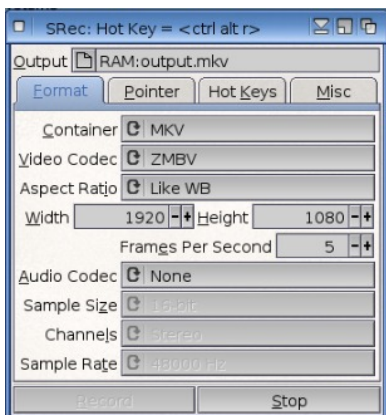 SRec: Hot Key = <ctrl alt r>
Output RAM:output.mkv
Format Pointer Hot Keys Misc
Container MKV
Video Codec ZMBV
Aspect Ratio Like WB
Width 1920 - + Height 1080 - +
Frames Per Second 5 - +
Audio Codec None
Sample Size 16-bit
Channels Stereo
Sample Rate 48000 Hz
Record Stop